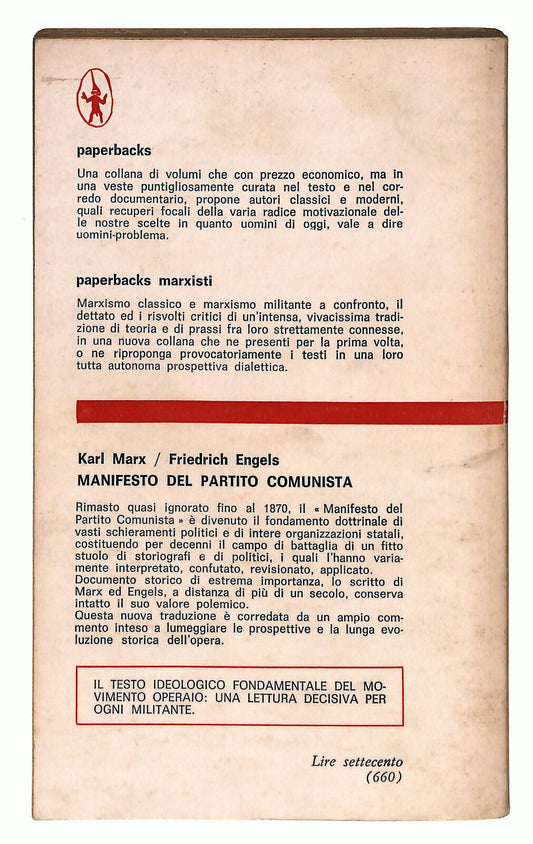 paperbacks
Una collana di volumi che con prezzo economico, ma in
una veste puntigliosamente curata nel testo e nel cor-
redo documentario, propone autori classici e moderni,
quali recuperi focali della varia radice motivazionale del-
le nostre scelte in quanto uomini di oggi, vale a dire
uomini-problema.
paperbacks marxisti
Marxismo classico e marxismo militante a confronto, il
dettato ed i risvolti critici di un'intensa, vivacissima tradi-
zione di teoria e di prassi fra loro strettamente connesse,
in una nuova collana che ne presenti per la prima volta,
o ne riproponga provocatoriamente i testi in una loro
tutta autonoma prospettiva dialettica.
Karl Marx / Friedrich Engels
MANIFESTO DEL PARTITO COMUNISTA
Rimasto quasi ignorato fino al 1870, il « Manifesto del
Partito Comunista » è divenuto il fondamento dottrinale di
vasti schieramenti politici e di intere organizzazioni statali,
costituendo per decenni il campo di battaglia di un fitto
stuolo di storiografi e di politici, i quali l'hanno varia-
mente interpretato, confutato, revisionato, applicato.
Documento storico di estrema importanza, lo scritto di
Marx ed Engels, a distanza di più di un secolo, conserva
intatto il suo valore polemico.
Questa nuova traduzione è corredata da un ampio com-
mento inteso a lumeggiare le prospettive e la lunga evo-
luzione storica dell'opera.
IL TESTO IDEOLOGICO FONDAMENTALE DEL MO-
VIMENTO OPERAIO: UNA LETTURA DECISIVA PER
OGNI MILITANTE.
Lire settecento
(660)